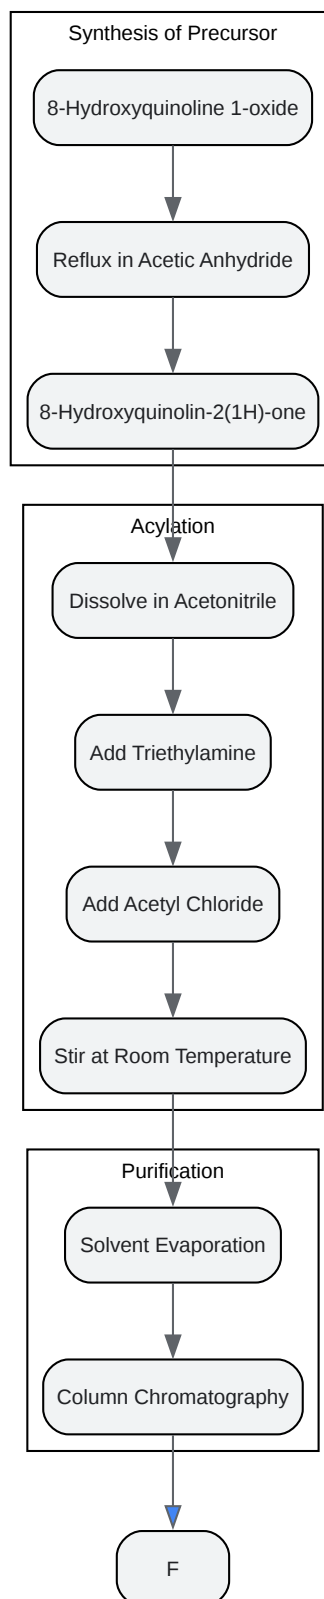 Synthesis of Precursor
8-Hydroxyquinoline 1-oxide
Reflux in Acetic Anhydride
8-Hydroxyquinolin-2(1H)-one
Acylation
Dissolve in Acetonitrile
Add Triethylamine
Add Acetyl Chloride
Stir at Room Temperature
Purification
Solvent Evaporation
Column Chromatography
F